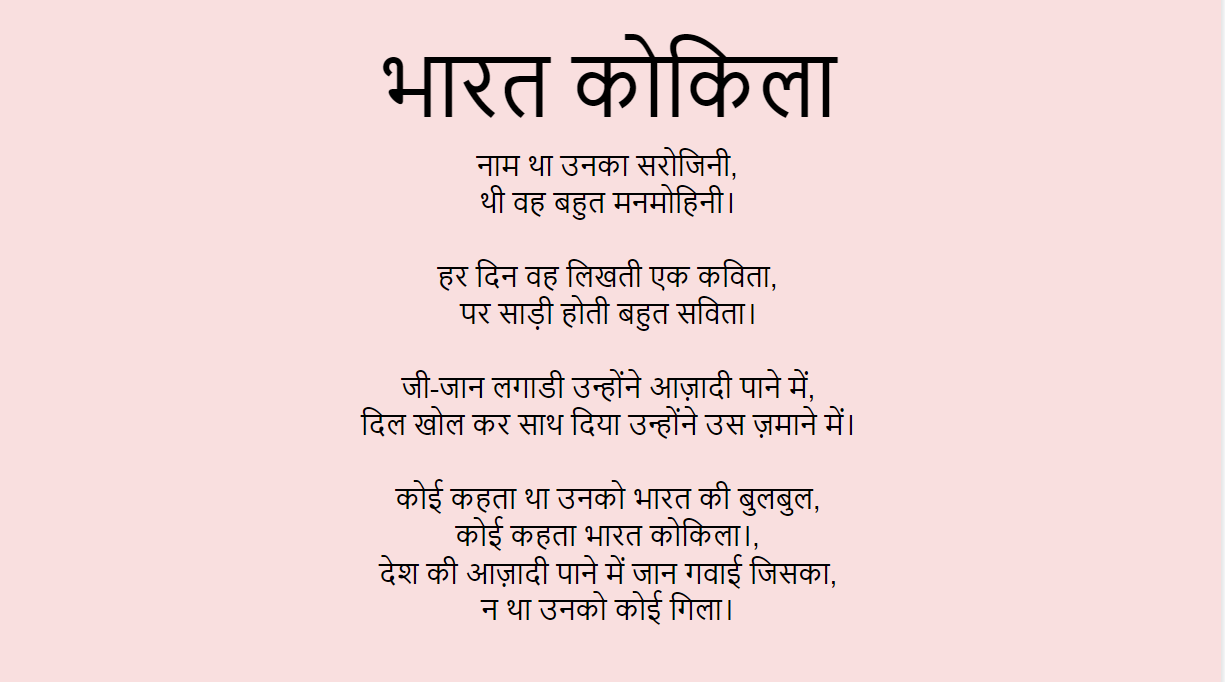 भारत कोकिला
नाम था उनका सरोजिनी,
थी वह बहुत मनमोहिनी।
हर दिन वह लिखती एक कविता,
पर साड़ी होती बहुत सविता।
जी-जान लगाडी उन्होंने आज़ादी पाने में,
दिल खोल कर साथ दिया उन्होंने उस ज़माने में।
कोई कहता था उनको भारत की बुलबुल,
कोई कहता भारत कोकिला।,
देश की आज़ादी पाने में जान गवाई जिसका,
न था उनको कोई गिला।